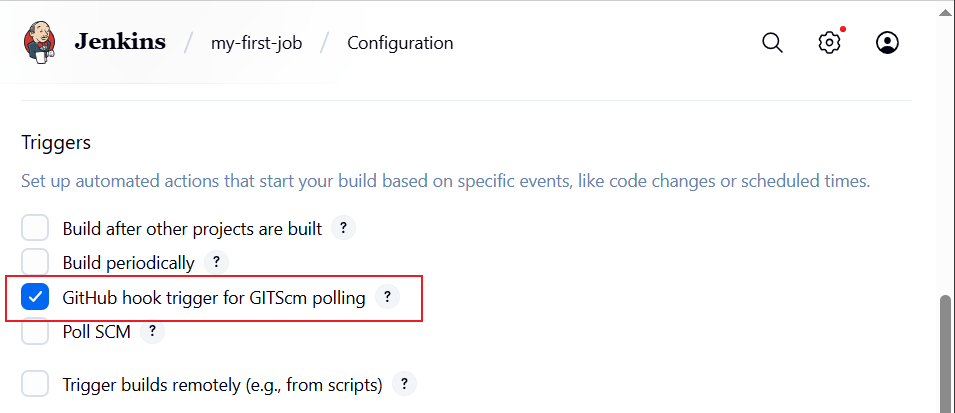 Jenkins / my-first-job / Configuration
Triggers
Set up automated actions that start your build based on specific events, like code changes or scheduled times.
Build after other projects are built ?
Build periodically ?
GitHub hook trigger for GITScm polling ?
Poll SCM ?
Trigger builds remotely (e.g., from scripts) ?